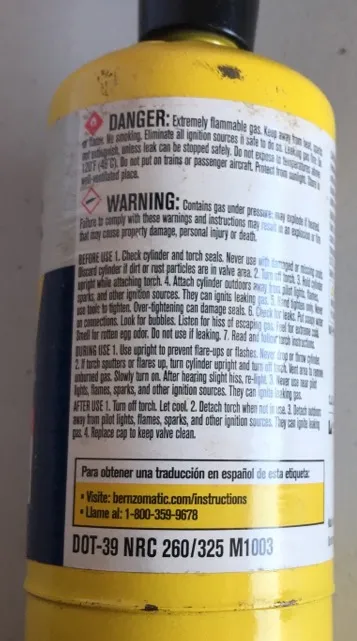 DANGER: Extremely flammable gas. Keep away from heat, sparks
or flame. No smoking. Eliminate all ignition sources if safe to do so. Leaking gas fire: Do
not extinguish, unless leak can be stopped safely. Do not expose to temperatures above
120°F (49°C). Do not put on trains or passenger aircraft. Protect from sunlight. Store in
well-ventilated place.
WARNING: Contains gas under pressure; may explode if heated.
Failure to comply with these warnings and instructions may result in an explosion or fire
that may cause property damage, personal injury or death.
BEFORE USE 1. Check cylinder and torch seals. Never use with damaged or missing seals.
Discard cylinder if dirt or rust particles are in valve area. 2. Turn off torch. 3. Hold cylinder
upright while attaching torch. 4. Attach cylinder outdoors away from pilot lights, flames,
sparks, and other ignition sources. They can ignite leaking gas. 5. Hand tighten. Never
use tools to tighten. Over-tightening can damage seals. 6. Check for leaks. Put soapy water
on connections. Look for bubbles. Listen for hiss of escaping gas. Feel for extreme cold.
Smell for rotten egg odor. Do not use if leaking. 7. Read and follow torch instructions.
DURING USE 1. Use upright to prevent flare-ups or flashes. Never drop or throw cylinder.
2. If torch sputters or flares up, turn cylinder upright and turn off torch. Vent area to remove
unburned gas. Slowly turn on. After hearing slight hiss, re-light. 3. Never use near pilot
lights, flames, sparks, and other ignition sources. They can ignite leaking gas.
AFTER USE 1. Turn off torch. Let cool. 2. Detach torch when not in use. 3. Detach outdoors
away from pilot lights, flames, sparks, and other ignition sources. They can ignite leaking
gas. 4. Replace cap to keep valve clean.
Para obtener una traducción en español de esta etiqueta:
• Visite: bernzomatic.com/instructions
• Llame al: 1-800-359-9678
DOT-39 NRC 260/325 M1003